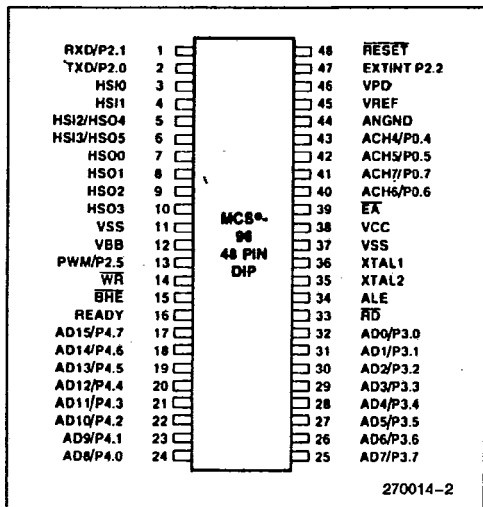 RXD/P2.1 1 48 R̅E̅S̅E̅T̅
TXD/P2.0 2 47 EXTINT P2.2
HSI0 3 46 VPD
HSI1 4 45 VREF
HSI2/HSO4 5 44 ANGND
HSI3/HSO5 6 43 ACH4/P0.4
HSO0 7 42 ACH5/P0.5
HSO1 8 41 ACH7/P0.7
HSO2 9 40 ACH6/P0.6
HSO3 10 39 E̅A̅
VSS 11 38 VCC
VBB 12 37 VSS
PWM/P2.5 13 36 XTAL1
W̅R̅ 14 35 XTAL2
B̅H̅E̅ 15 34 ALE
READY 16 33 R̅D̅
AD15/P4.7 17 32 AD0/P3.0
AD14/P4.6 18 31 AD1/P3.1
AD13/P4.5 19 30 AD2/P3.2
AD12/P4.4 20 29 AD3/P3.3
AD11/P4.3 21 28 AD4/P3.4
AD10/P4.2 22 27 AD5/P3.5
AD9/P4.1 23 26 AD6/P3.6
AD8/P4.0 24 25 AD7/P3.7
MCS®-
96
48 PIN
DIP
270014-2